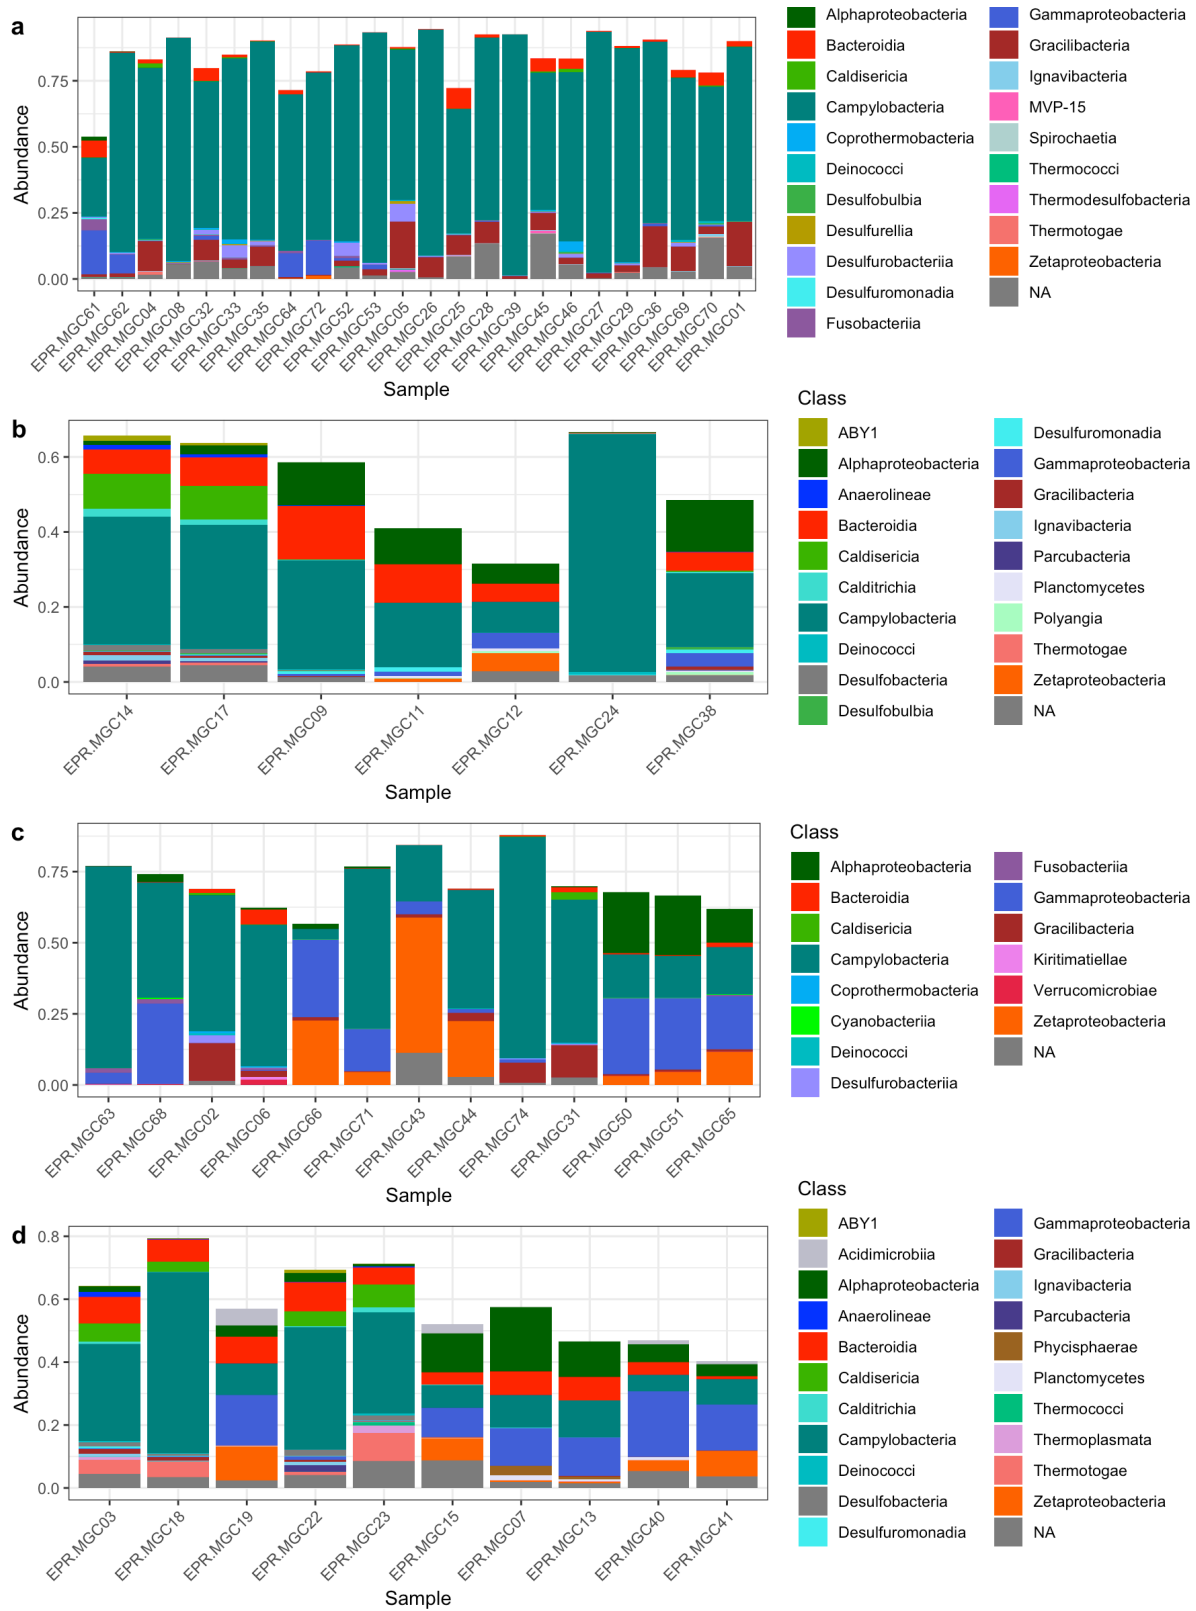 a
Abundance
0.75
0.50
0.25
0.00
EPR.MGC61
EPR.MGC62
EPR.MGC04
EPR.MGC08
EPR.MGC32
EPR.MGC33
EPR.MGC35
EPR.MGC64
EPR.MGC72
EPR.MGC52
EPR.MGC53
EPR.MGC05
EPR.MGC26
EPR.MGC25
EPR.MGC28
EPR.MGC39
EPR.MGC45
EPR.MGC46
EPR.MGC27
EPR.MGC29
EPR.MGC36
EPR.MGC69
EPR.MGC70
EPR.MGC01
Sample
Alphaproteobacteria
Bacteroidia
Caldisericia
Campylobacteria
Coprothermobacteria
Deinococci
Desulfobulbia
Desulfurellia
Desulfurobacteriia
Desulfuromonadia
Fusobacteriia
Gammaproteobacteria
Gracilibacteria
Ignavibacteria
MVP-15
Spirochaetia
Thermococci
Thermodesulfobacteria
Thermotogae
Zetaproteobacteria
NA
b
Abundance
0.6
0.4
0.2
0.0
EPR.MGC14
EPR.MGC17
EPR.MGC09
EPR.MGC11
EPR.MGC12
EPR.MGC24
EPR.MGC38
Sample
Class
ABY1
Alphaproteobacteria
Anaerolineae
Bacteroidia
Caldisericia
Calditrichia
Campylobacteria
Deinococci
Desulfobacteria
Desulfobulbia
Desulfuromonadia
Gammaproteobacteria
Gracilibacteria
Ignavibacteria
Parcubacteria
Planctomycetes
Polyangia
Thermotogae
Zetaproteobacteria
NA
c
Abundance
0.75
0.50
0.25
0.00
EPR.MGC63
EPR.MGC68
EPR.MGC02
EPR.MGC06
EPR.MGC66
EPR.MGC71
EPR.MGC43
EPR.MGC44
EPR.MGC74
EPR.MGC31
EPR.MGC50
EPR.MGC51
EPR.MGC65
Sample
Class
Alphaproteobacteria
Bacteroidia
Caldisericia
Campylobacteria
Coprothermobacteria
Cyanobacteriia
Deinococci
Desulfurobacteriia
Fusobacteriia
Gammaproteobacteria
Gracilibacteria
Kiritimatiellae
Verrucomicrobiae
Zetaproteobacteria
NA
d
Abundance
0.8
0.6
0.4
0.2
0.0
EPR.MGC03
EPR.MGC18
EPR.MGC19
EPR.MGC22
EPR.MGC23
EPR.MGC15
EPR.MGC07
EPR.MGC13
EPR.MGC40
EPR.MGC41
Sample
Class
ABY1
Acidimicrobiia
Alphaproteobacteria
Anaerolineae
Bacteroidia
Caldisericia
Calditrichia
Campylobacteria
Deinococci
Desulfobacteria
Desulfuromonadia
Gammaproteobacteria
Gracilibacteria
Ignavibacteria
Parcubacteria
Phycisphaerae
Planctomycetes
Thermococci
Thermoplasmata
Thermotogae
Zetaproteobacteria
NA